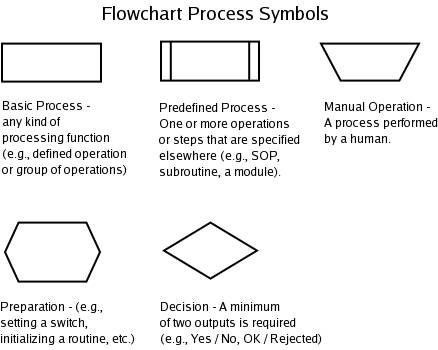 Flowchart Process Symbols
Basic Process -
any kind of
processing function
(e.g., defined operation
or group of operations)
Predefined Process -
One or more operations
or steps that are specified
elsewhere (e.g., SOP,
subroutine, a module).
Manual Operation -
A process performed
by a human.
Preparation - (e.g.,
setting a switch,
initializing a routine, etc.)
Decision - A minimum
of two outputs is required
(e.g., Yes / No, OK / Rejected)